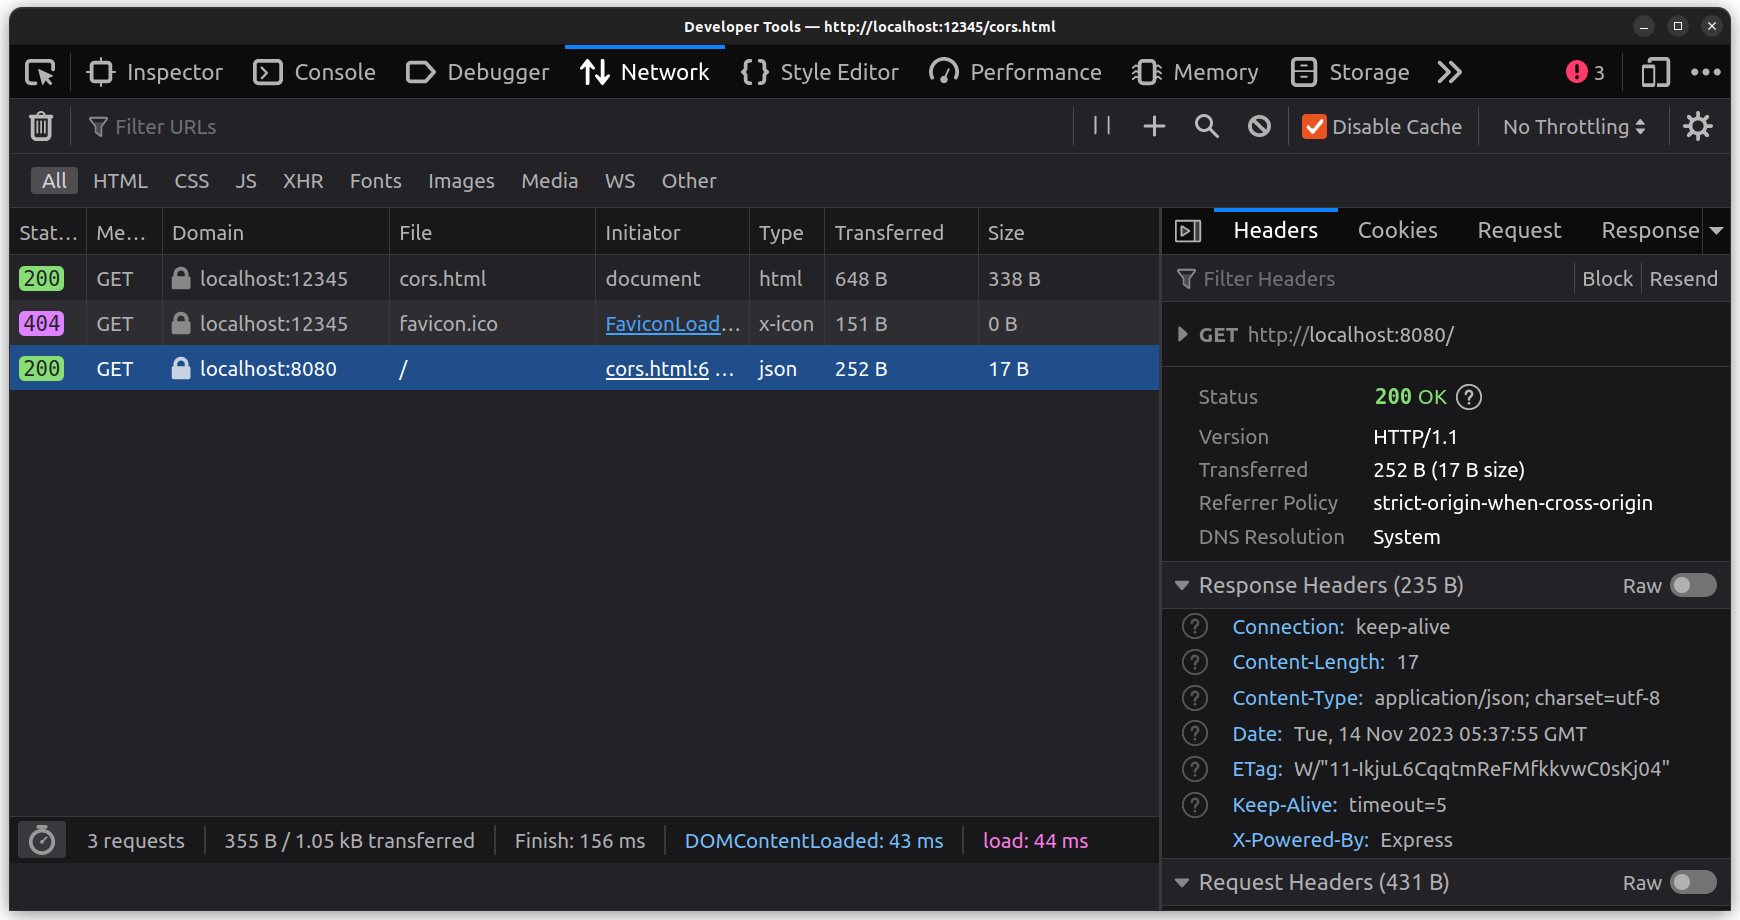 Developer Tools — http://localhost:12345/cors.html
Inspector Console Debugger Network Style Editor Performance Memory Storage 3
Filter URLs Disable Cache No Throttling
All HTML CSS JS XHR Fonts Images Media WS Other
Stat… Me… Domain File Initiator Type Transferred Size
200 GET localhost:12345 cors.html document html 648 B 338 B
404 GET localhost:12345 favicon.ico FaviconLoad… x-icon 151 B 0 B
200 GET localhost:8080 / cors.html:6 … json 252 B 17 B
3 requests 355 B / 1.05 kB transferred Finish: 156 ms DOMContentLoaded: 43 ms load: 44 ms
Headers Cookies Request Response
Filter Headers Block Resend
GET http://localhost:8080/
Status 200 OK ?
Version HTTP/1.1
Transferred 252 B (17 B size)
Referrer Policy strict-origin-when-cross-origin
DNS Resolution System
Response Headers (235 B) Raw
? Connection: keep-alive
? Content-Length: 17
? Content-Type: application/json; charset=utf-8
? Date: Tue, 14 Nov 2023 05:37:55 GMT
? ETag: W/"11-IkjuL6CqqtmReFMfkkvwC0sKj04"
? Keep-Alive: timeout=5
X-Powered-By: Express
Request Headers (431 B) Raw